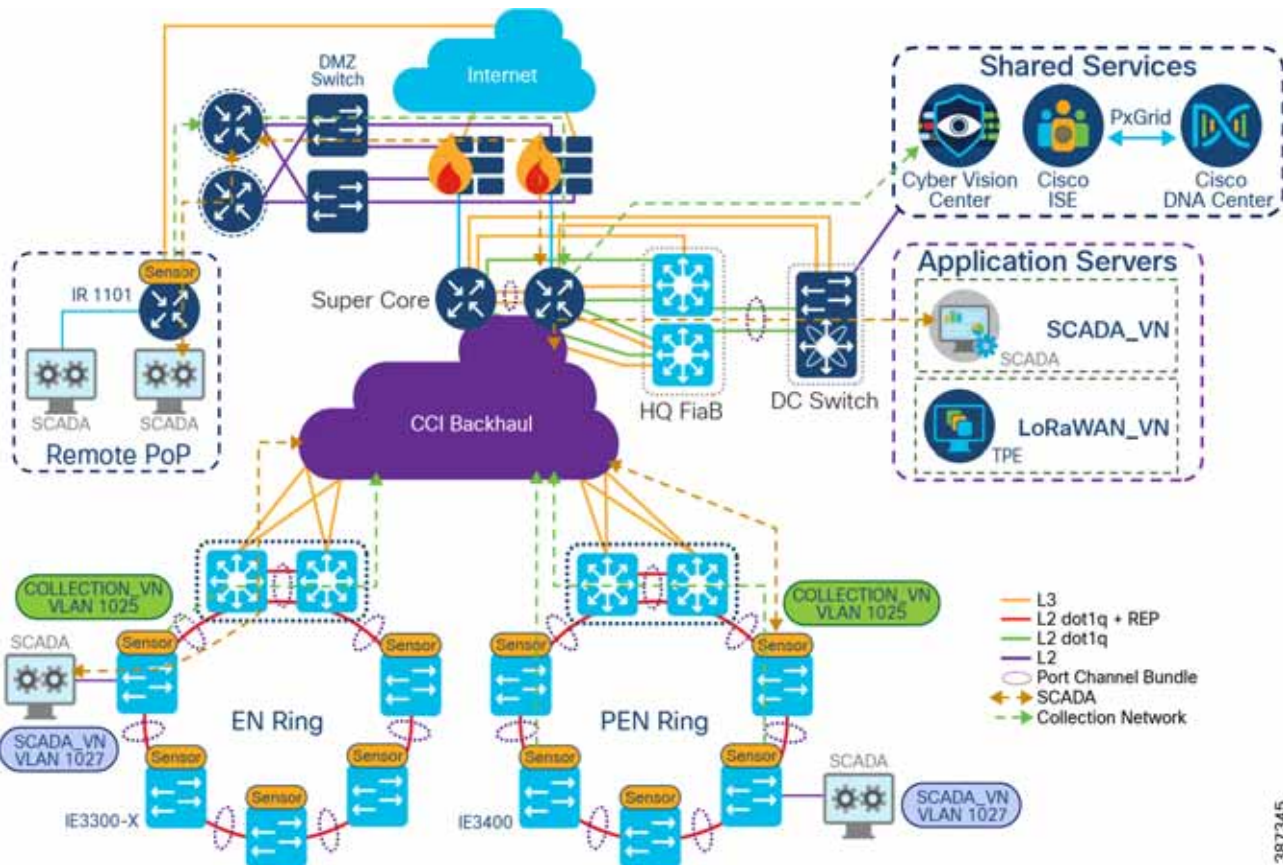 Internet
DMZ
Switch
Shared Services
PxGrid
Cyber Vision
Center
Cisco
ISE
Cisco
DNA Center
Sensor
IR 1101
SCADA
SCADA
Remote PoP
Super Core
HQ FiaB
DC Switch
Application Servers
SCADA_VN
SCADA
LoRaWAN_VN
TPE
CCI Backhaul
COLLECTION_VN
VLAN 1025
SCADA
SCADA_VN
VLAN 1027
Sensor
Sensor
EN Ring
Sensor
Sensor
Sensor
IE3300-X
COLLECTION_VN
VLAN 1025
Sensor
Sensor
PEN Ring
Sensor
Sensor
Sensor
IE3400
SCADA
SCADA_VN
VLAN 1027
L3
L2 dot1q + REP
L2 dot1q
L2
Port Channel Bundle
SCADA
Collection Network
387345